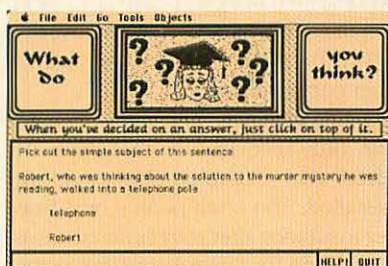 File Edit Go Tools Objects
What do
you think?
When you've decided on an answer, just click on top of it.
Pick out the simple subject of this sentence
Robert, who was thinking about the solution to the murder mystery he was
reading, walked into a telephone pole
telephone
Robert
HELP! QUIT